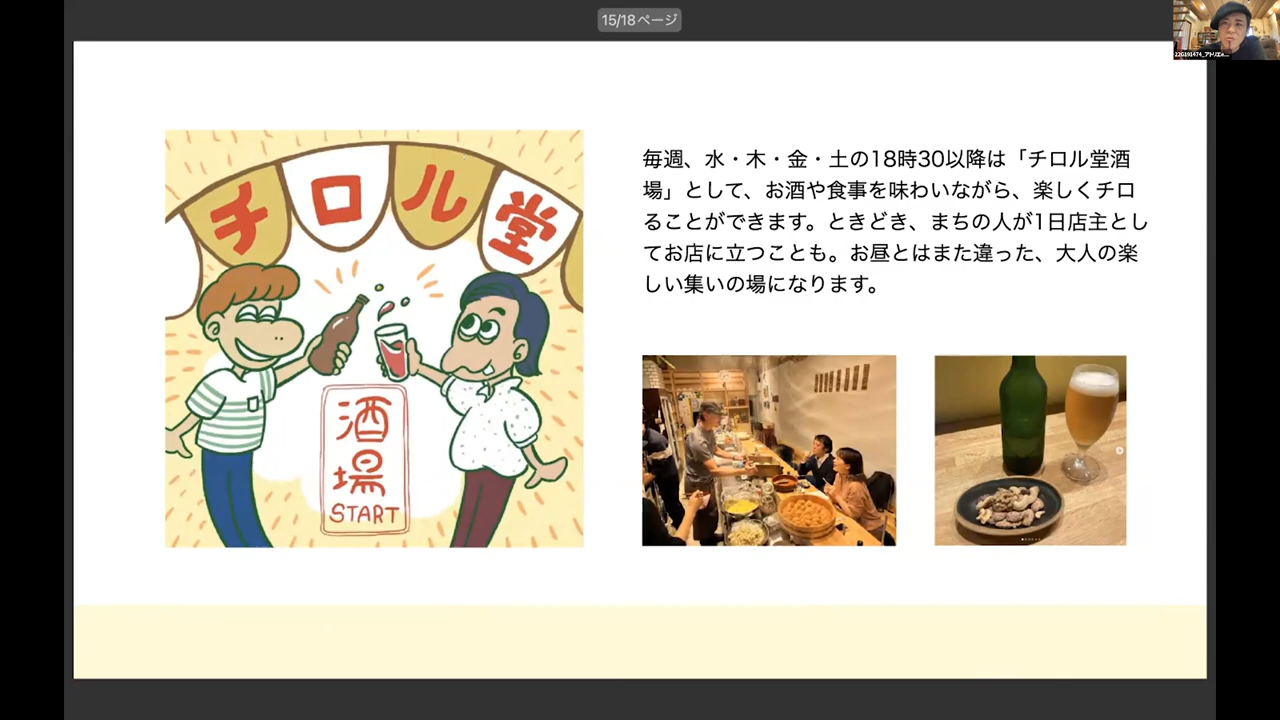 15/18ページ
チロル堂
酒
場
START
毎週、水・木・金・土の18時30以降は「チロル堂酒
場」として、お酒や食事を味わいながら、楽しくチロ
ることができます。ときどき、まちの人が1日店主とし
てお店に立つことも。お昼とはまた違った、大人の楽
しい集いの場になります。